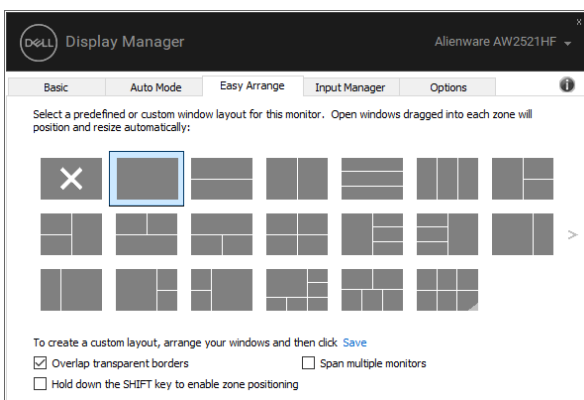 DELL Display Manager
Alienware AW2521HF
Basic Auto Mode Easy Arrange Input Manager Options
Select a predefined or custom window layout for this monitor. Open windows dragged into each zone will
position and resize automatically:
To create a custom layout, arrange your windows and then click Save
Overlap transparent borders
Span multiple monitors
Hold down the SHIFT key to enable zone positioning